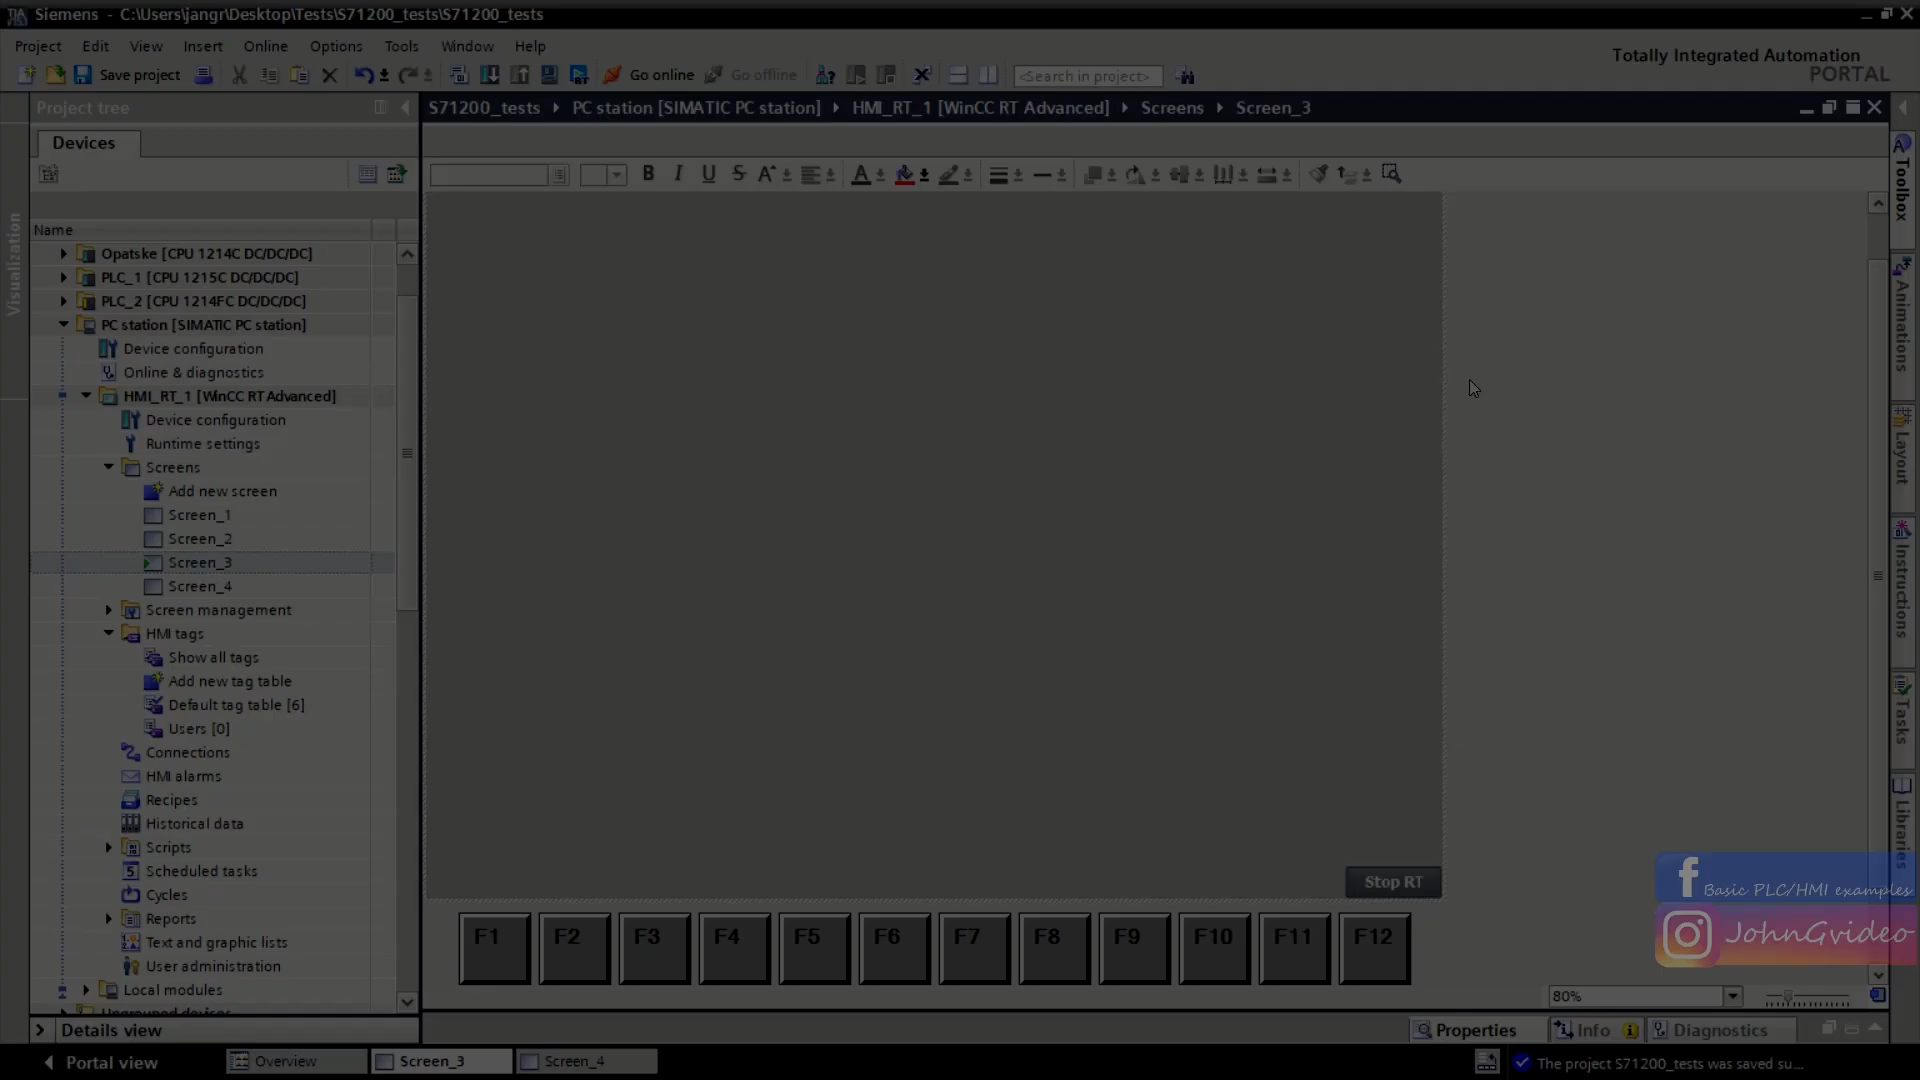 Siemens - C:\Users\jangr\Desktop\Tests\S71200_tests\S71200_tests
Project Edit View Insert Online Options Tools Window Help
Totally Integrated Automation
PORTAL
Save project Go online Go offline <Search in project>
Project tree
S71200_tests PC station [SIMATIC PC station] HMI_RT_1 [WinCC RT Advanced] Screens Screen_3
Devices
B I U S A A
Name
Visualization
Opatske [CPU 1214C DC/DC/DC]
PLC_1 [CPU 1215C DC/DC/DC]
PLC_2 [CPU 1214FC DC/DC/DC]
PC station [SIMATIC PC station]
Device configuration
Online & diagnostics
HMI_RT_1 [WinCC RT Advanced]
Device configuration
Runtime settings
Screens
Add new screen
Screen_1
Screen_2
Screen_3
Screen_4
Screen management
HMI tags
Show all tags
Add new tag table
Default tag table [6]
Users [0]
Connections
HMI alarms
Recipes
Historical data
Scripts
Scheduled tasks
Cycles
Reports
Text and graphic lists
User administration
Local modules
Details view
Stop RT
F1 F2 F3 F4 F5 F6 F7 F8 F9 F10 F11 F12
Toolbox
Animations
Layout
Instructions
Tasks
Libraries
Basic PLC/HMI examples
JohnGvideo
80%
Properties Info Diagnostics
Portal view Overview Screen_3 Screen_4
The project S71200_tests was saved su...